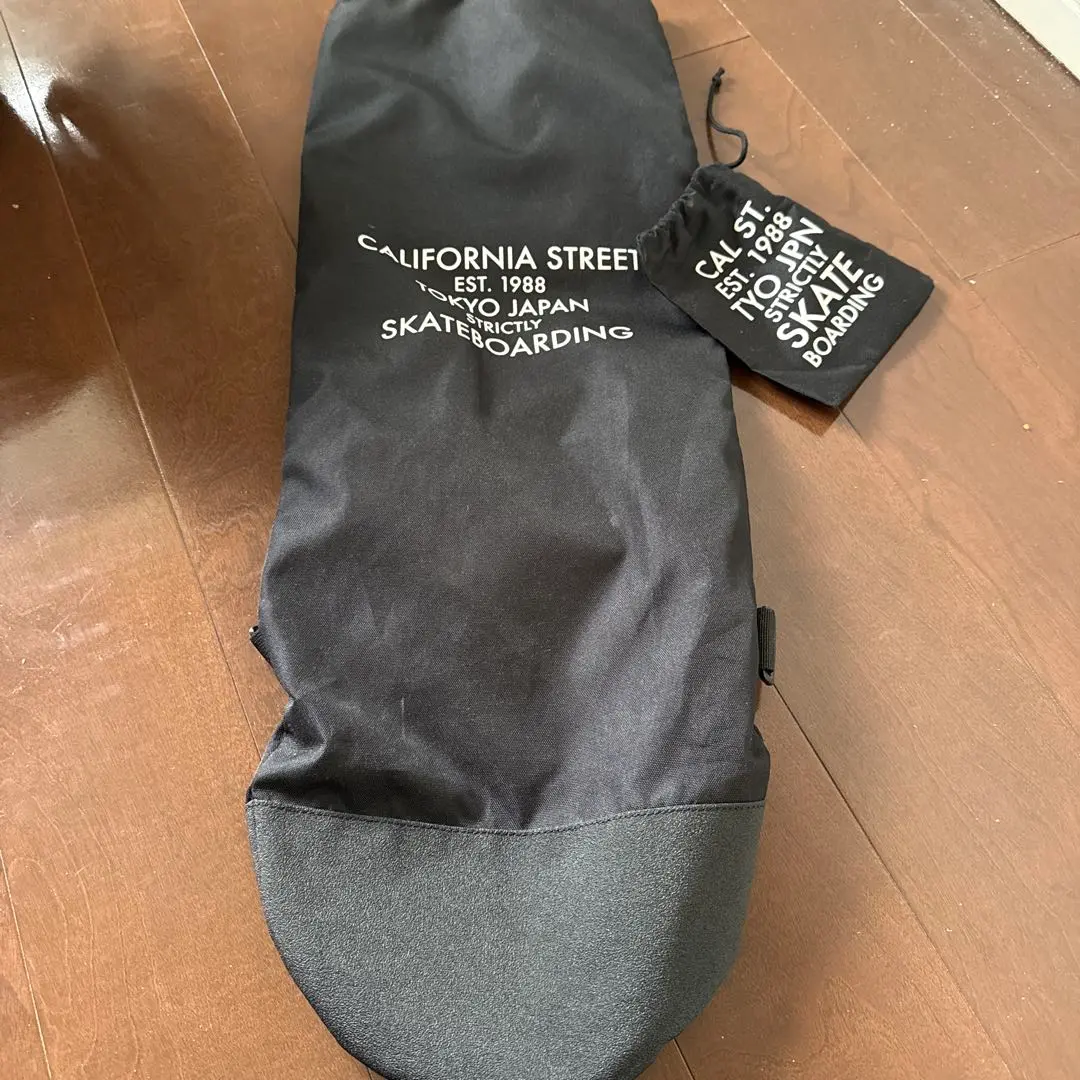 CALIFORNIA STREET
EST. 1988
TOKYO JAPAN
STRICTLY
SKATEBOARDING
CAL ST.
EST. 1988
TYO JPN
STRICTLY
SKATE
BOARDING